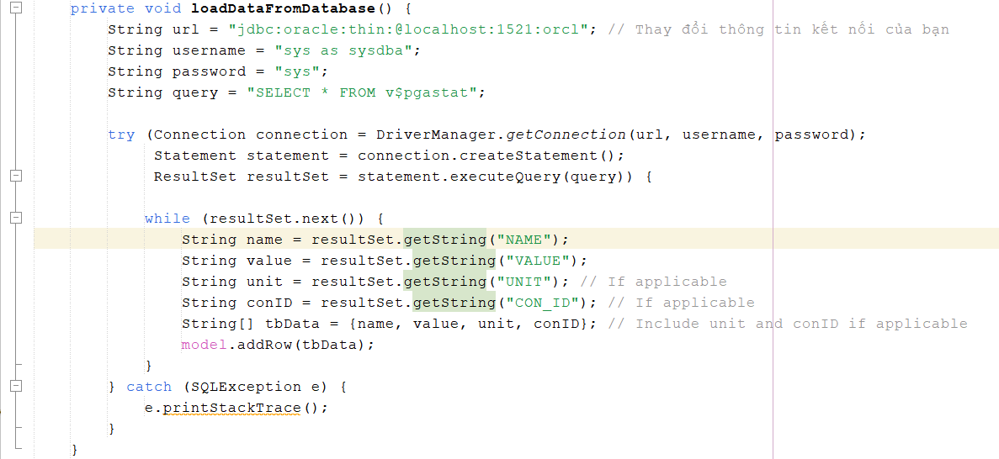 private void loadDataFromDatabase() {
String url = "jdbc:oracle:thin:@localhost:1521:orcl"; // Thay đổi thông tin kết nối của bạn
String username = "sys as sysdba";
String password = "sys";
String query = "SELECT * FROM v$pgastat";
try (Connection connection = DriverManager.getConnection(url, username, password);
Statement statement = connection.createStatement();
ResultSet resultSet = statement.executeQuery(query)) {
while (resultSet.next()) {
String name = resultSet.getString("NAME");
String value = resultSet.getString("VALUE");
String unit = resultSet.getString("UNIT"); // If applicable
String conID = resultSet.getString("CON_ID"); // If applicable
String[] tbData = {name, value, unit, conID}; // Include unit and conID if applicable
model.addRow(tbData);
}
} catch (SQLException e) {
e.printStackTrace();
}
}